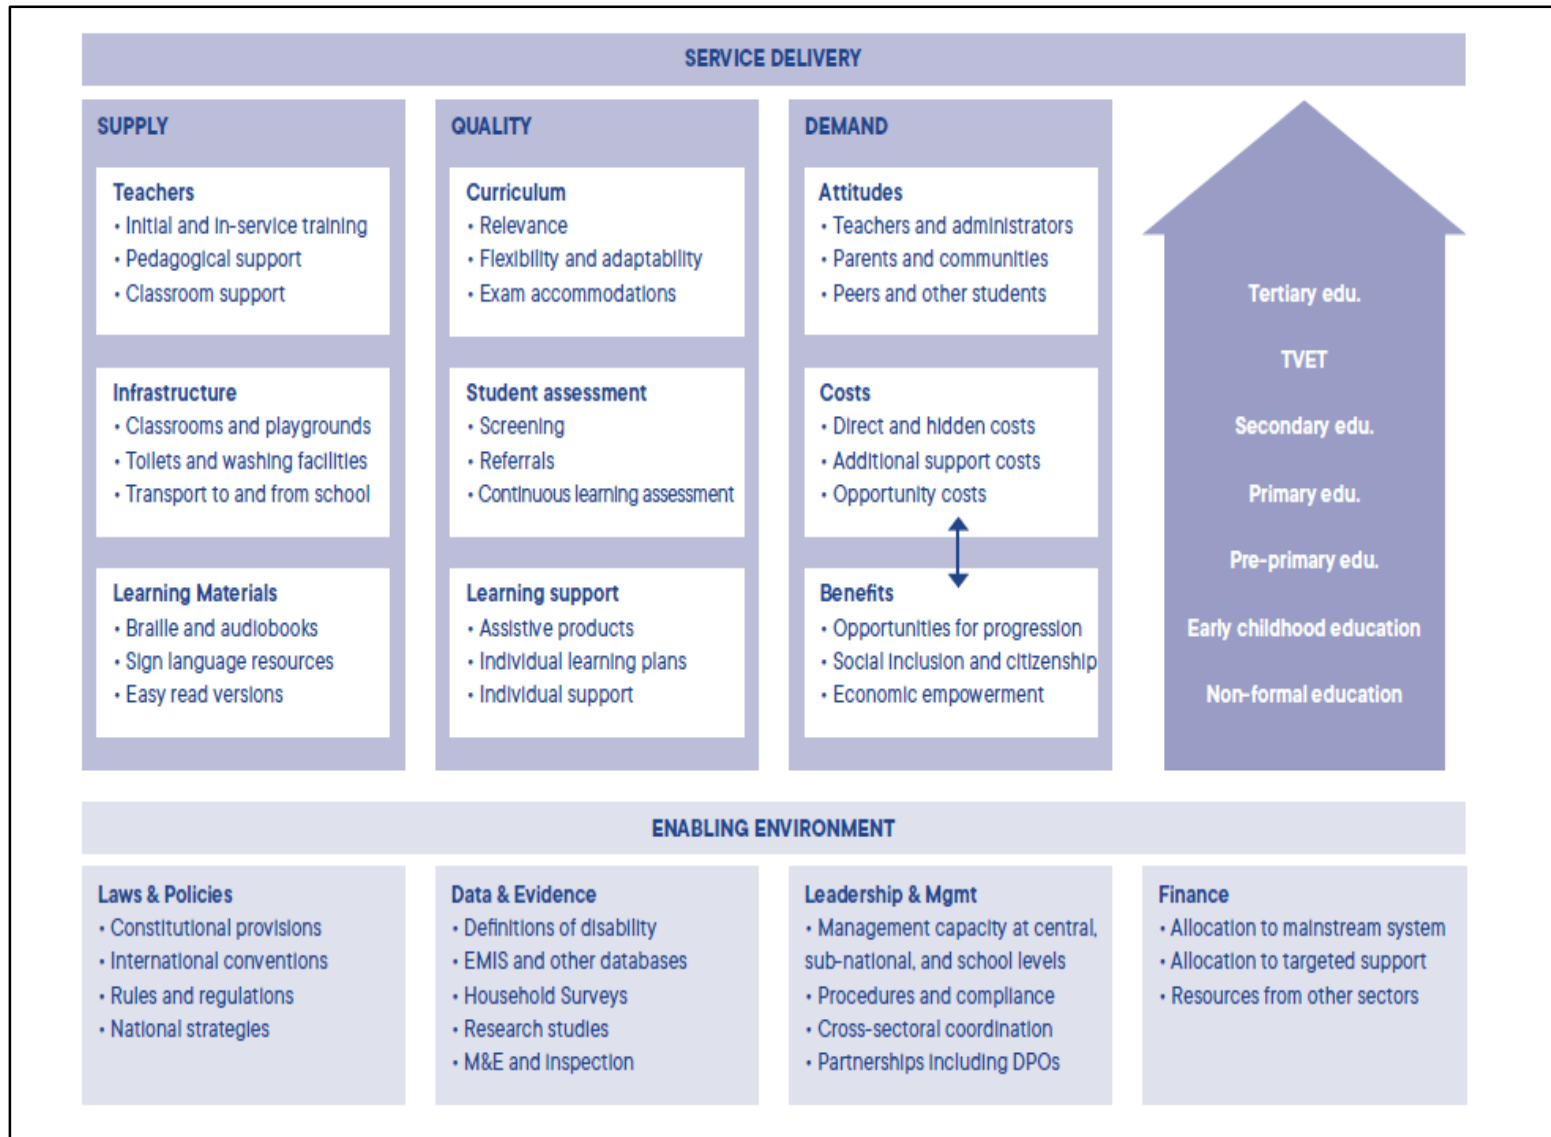 SERVICE DELIVERY
SUPPLY
Teachers
• Initial and in-service training
• Pedagogical support
• Classroom support
Infrastructure
• Classrooms and playgrounds
• Toilets and washing facilities
• Transport to and from school
Learning Materials
• Braille and audiobooks
• Sign language resources
• Easy read versions
QUALITY
Curriculum
• Relevance
• Flexibility and adaptability
• Exam accommodations
Student assessment
• Screening
• Referrals
• Continuous learning assessment
Learning support
• Assistive products
• Individual learning plans
• Individual support
DEMAND
Attitudes
• Teachers and administrators
• Parents and communities
• Peers and other students
Costs
• Direct and hidden costs
• Additional support costs
• Opportunity costs
Benefits
• Opportunities for progression
• Social inclusion and citizenship
• Economic empowerment
Tertiary edu.
TVET
Secondary edu.
Primary edu.
Pre-primary edu.
Early childhood education
Non-formal education
ENABLING ENVIRONMENT
Laws & Policies
• Constitutional provisions
• International conventions
• Rules and regulations
• National strategies
Data & Evidence
• Definitions of disability
• EMIS and other databases
• Household Surveys
• Research studies
• M&E and inspection
Leadership & Mgmt
• Management capacity at central,
sub-national, and school levels
• Procedures and compliance
• Cross-sectoral coordination
• Partnerships including DPOs
Finance
• Allocation to mainstream system
• Allocation to targeted support
• Resources from other sectors